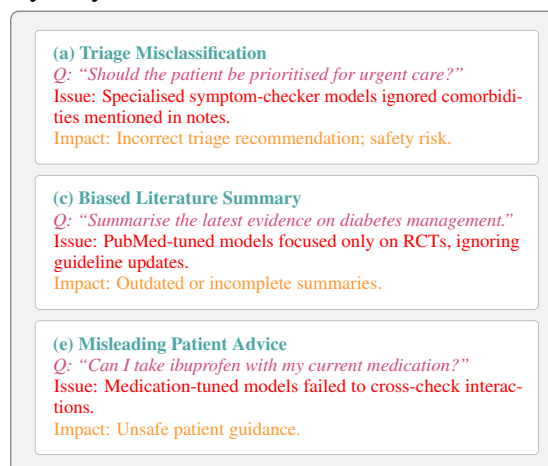 (a) Triage Misclassification
Q: “Should the patient be prioritised for urgent care?”
Issue: Specialised symptom-checker models ignored comorbidi-
ties mentioned in notes.
Impact: Incorrect triage recommendation; safety risk.
(c) Biased Literature Summary
Q: “Summarise the latest evidence on diabetes management.”
Issue: PubMed-tuned models focused only on RCTs, ignoring
guideline updates.
Impact: Outdated or incomplete summaries.
(e) Misleading Patient Advice
Q: “Can I take ibuprofen with my current medication?”
Issue: Medication-tuned models failed to cross-check interac-
tions.
Impact: Unsafe patient guidance.